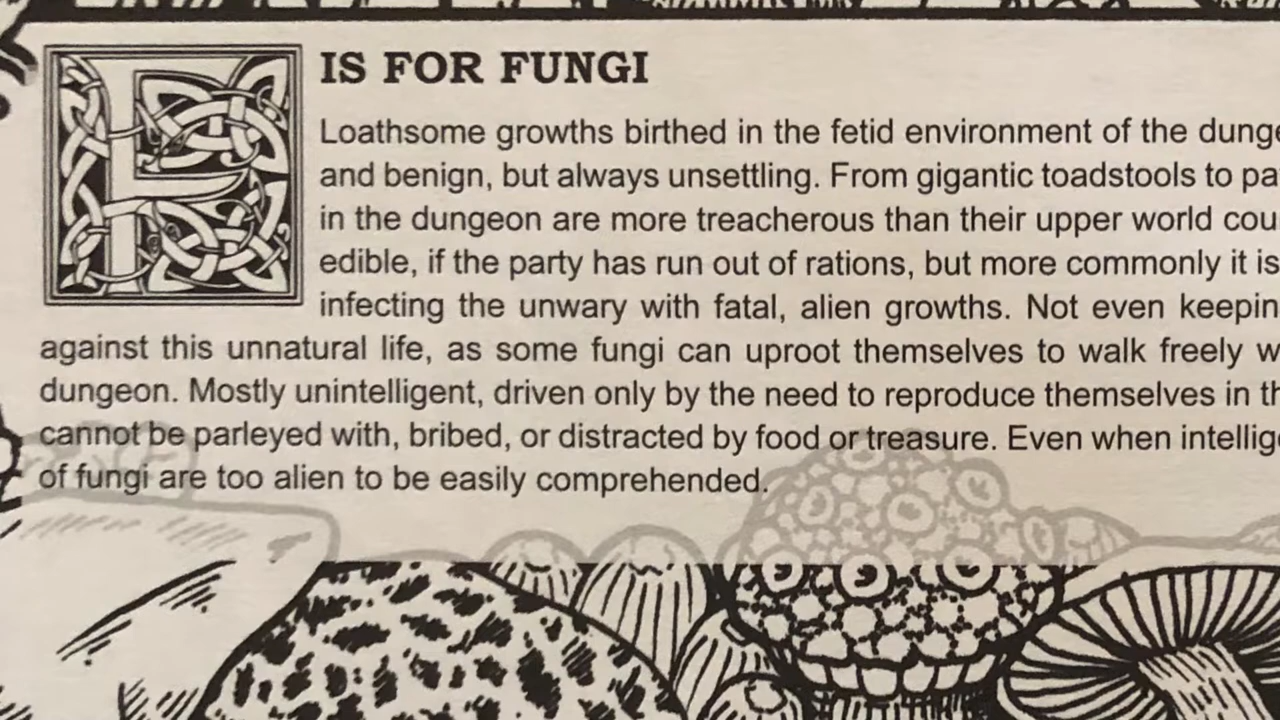 F IS FOR FUNGI
Loathsome growths birthed in the fetid environment of the
and benign, but always unsettling. From gigantic toadstools to
in the dungeon are more treacherous than their upper world
edible, if the party has run out of rations, but more commonly it is
infecting the unwary with fatal, alien growths. Not even
against this unnatural life, as some fungi can uproot themselves to walk freely
dungeon. Mostly unintelligent, driven only by the need to reproduce themselves in
cannot be parleyed with, bribed, or distracted by food or treasure. Even when
of fungi are too alien to be easily comprehended.